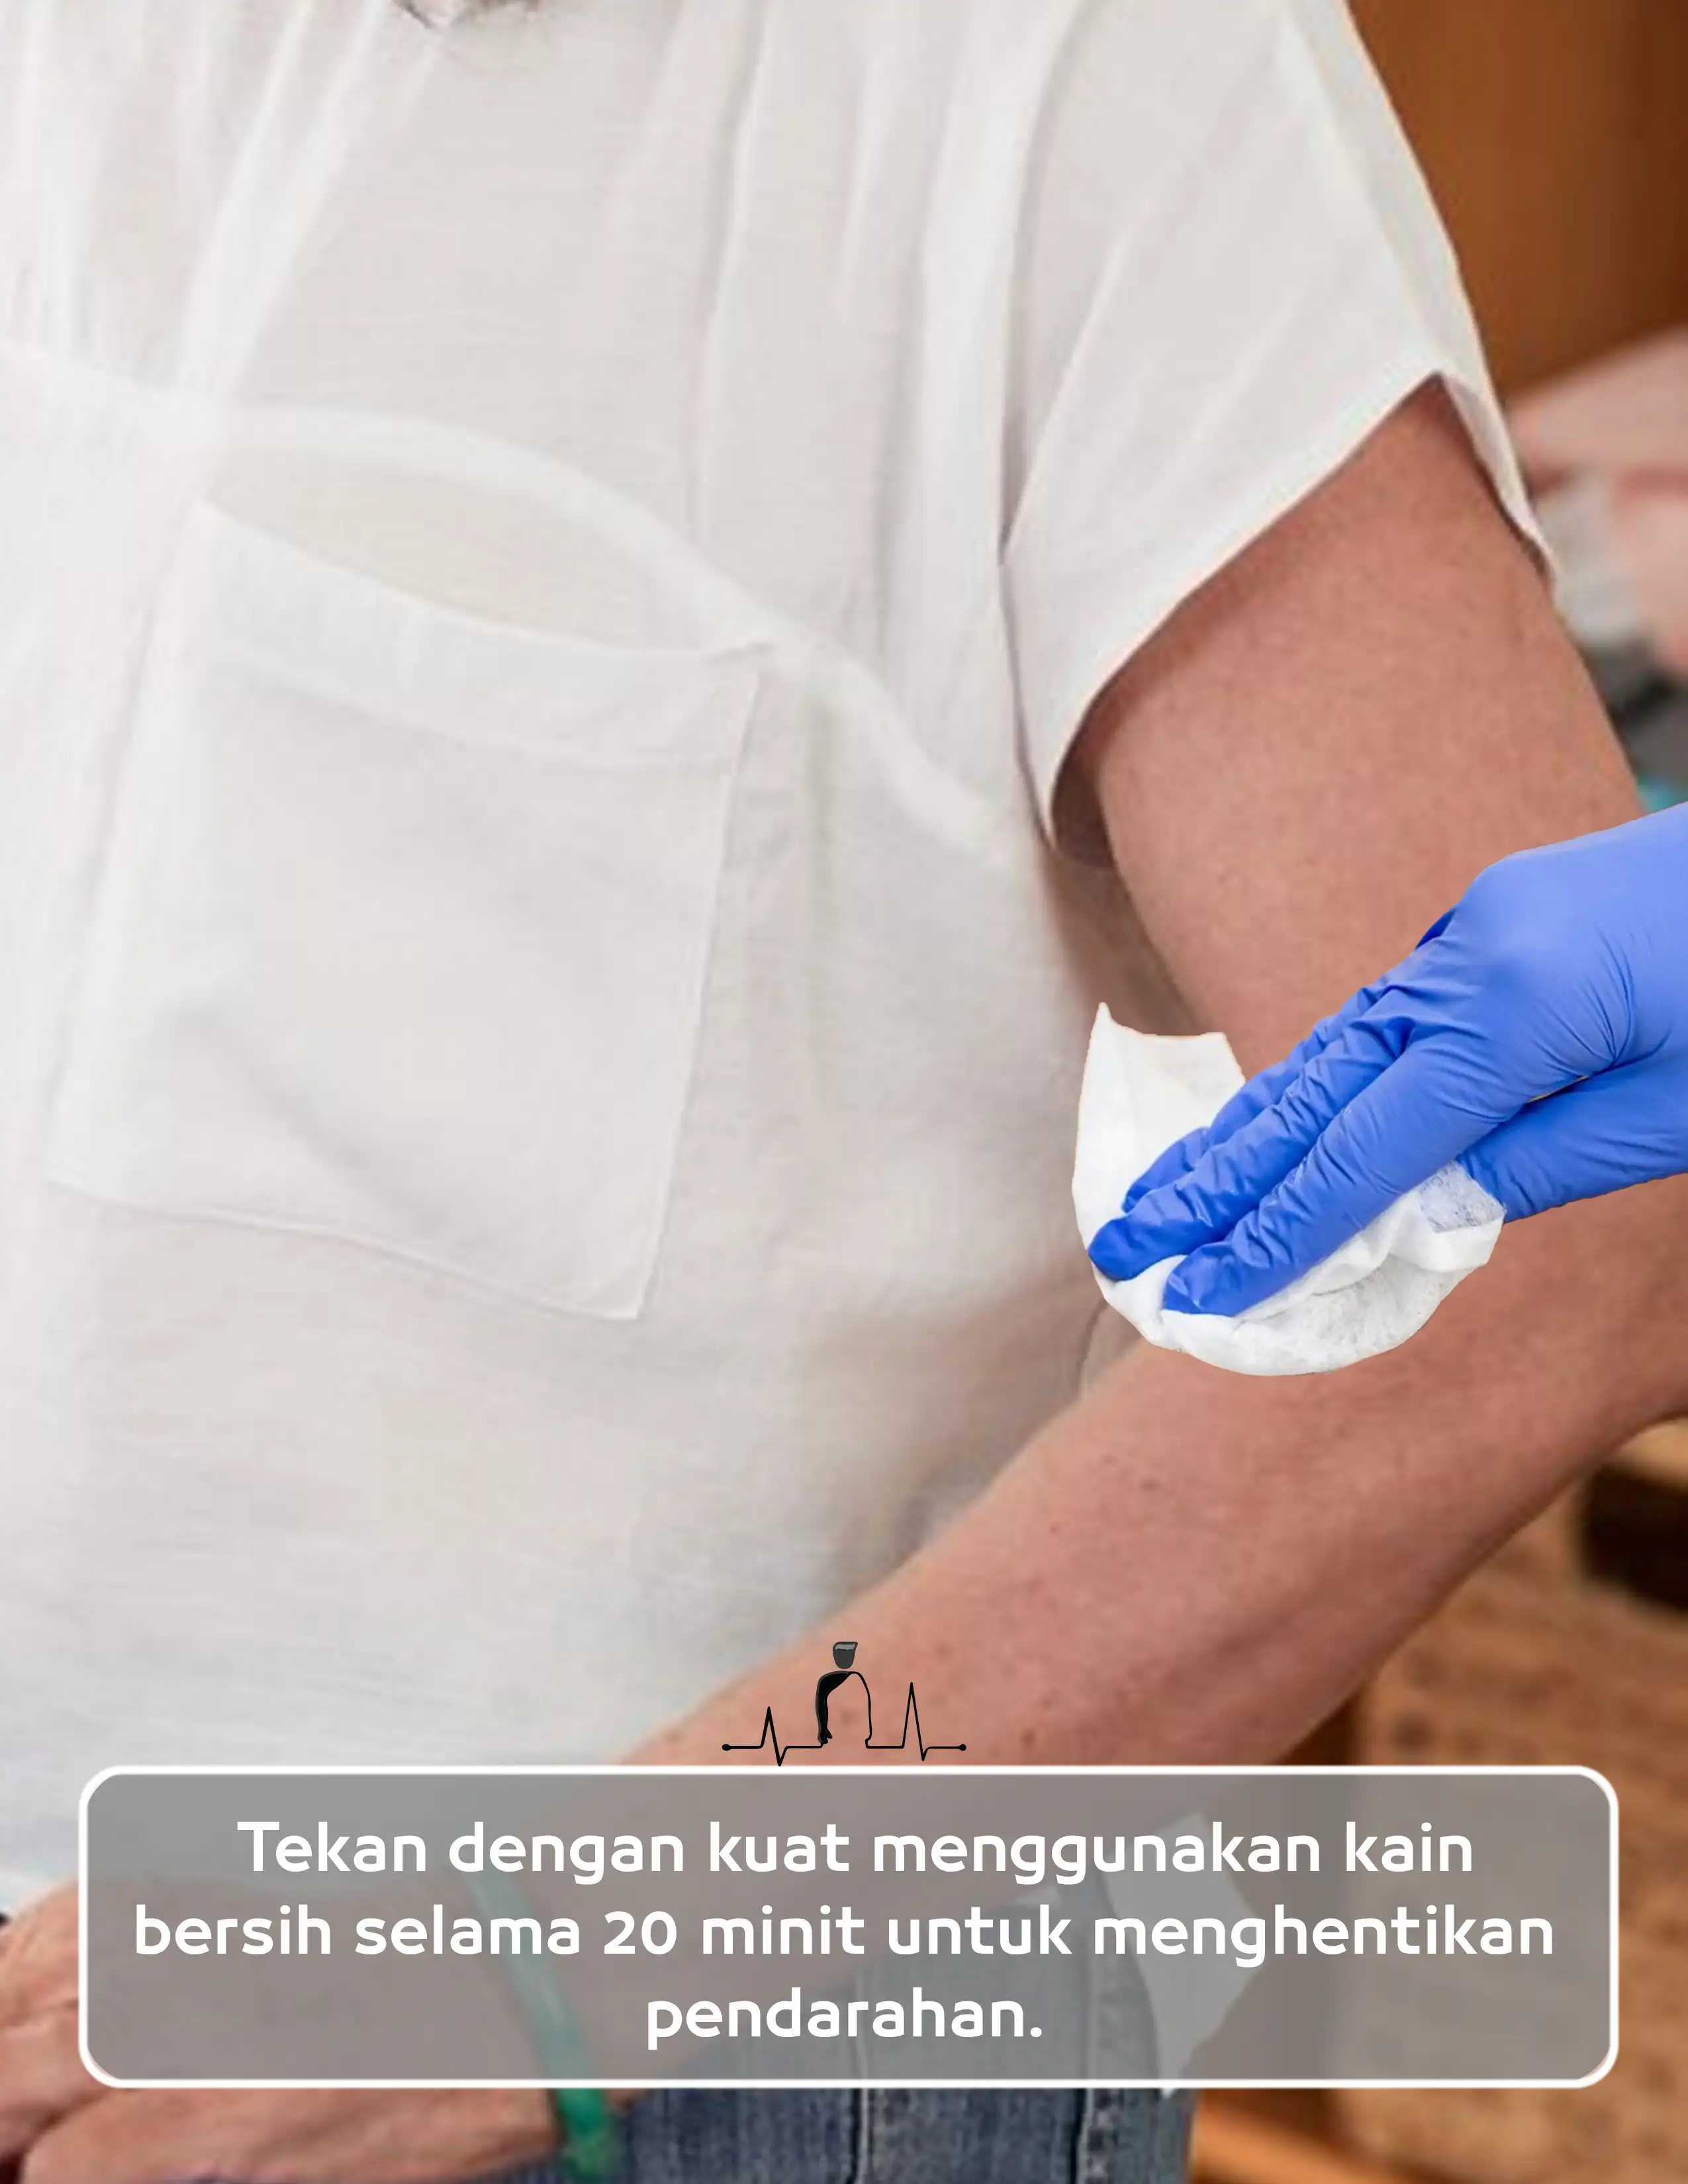 Tekan dengan kuat menggunakan kain
bersih selama 20 minit untuk menghentikan
pendarahan.